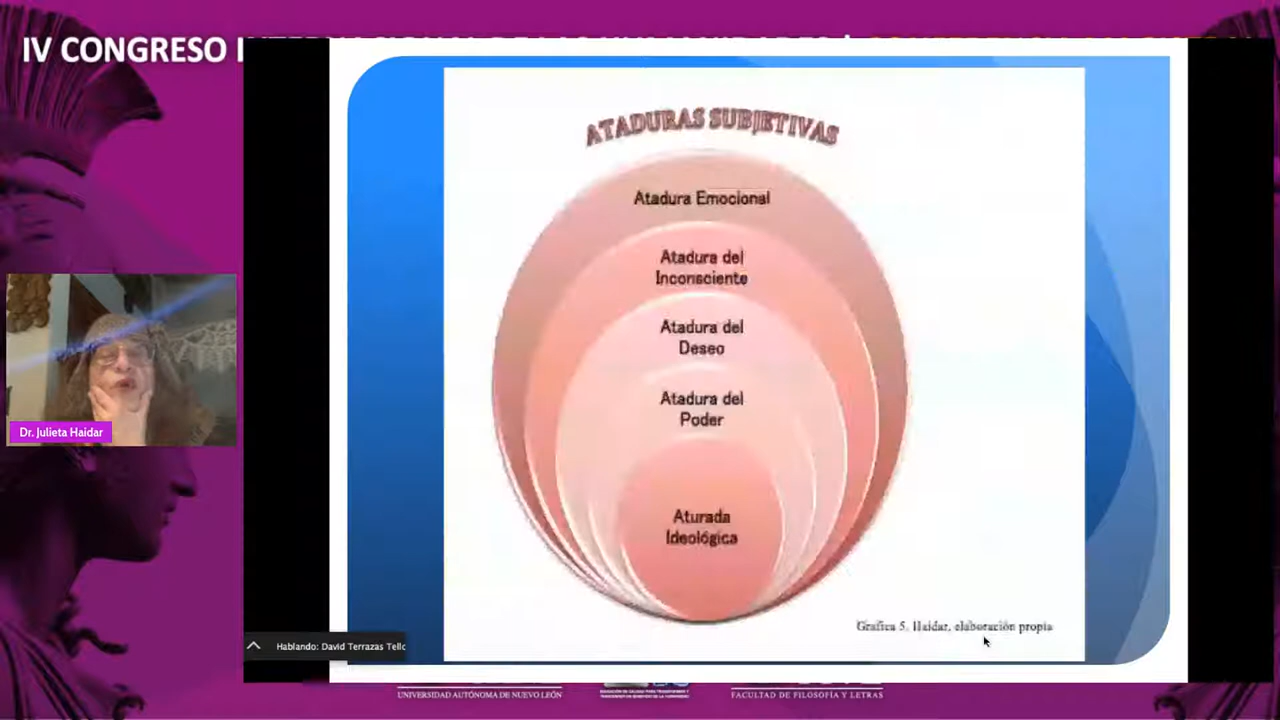 IV CONGRESO
ATADURAS SUBJETIVAS
Atadura Emocional
Atadura del
Inconsciente
Atadura del
Deseo
Atadura del
Poder
Aturada
Ideológica
Grafica 5. Haidar, elaboración propia
Dr. Julieta Haidar
Hablando: David Terrazas Tello
UNIVERSIDAD AUTÓNOMA DE NUEVO LEÓN
FACULTAD DE FILOSOFÍA Y LETRAS